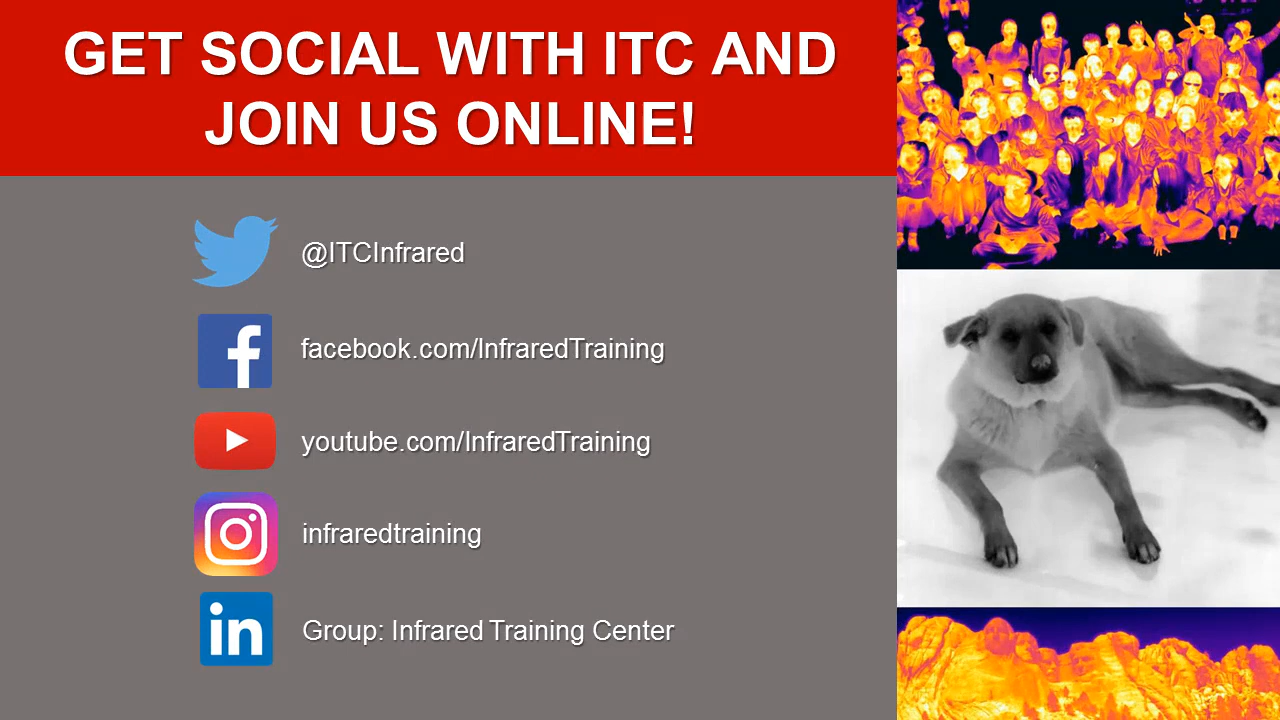 GET SOCIAL WITH ITC AND
JOIN US ONLINE!
@ITCInfrared
facebook.com/InfraredTraining
youtube.com/InfraredTraining
infraredtraining
in
Group: Infrared Training Center